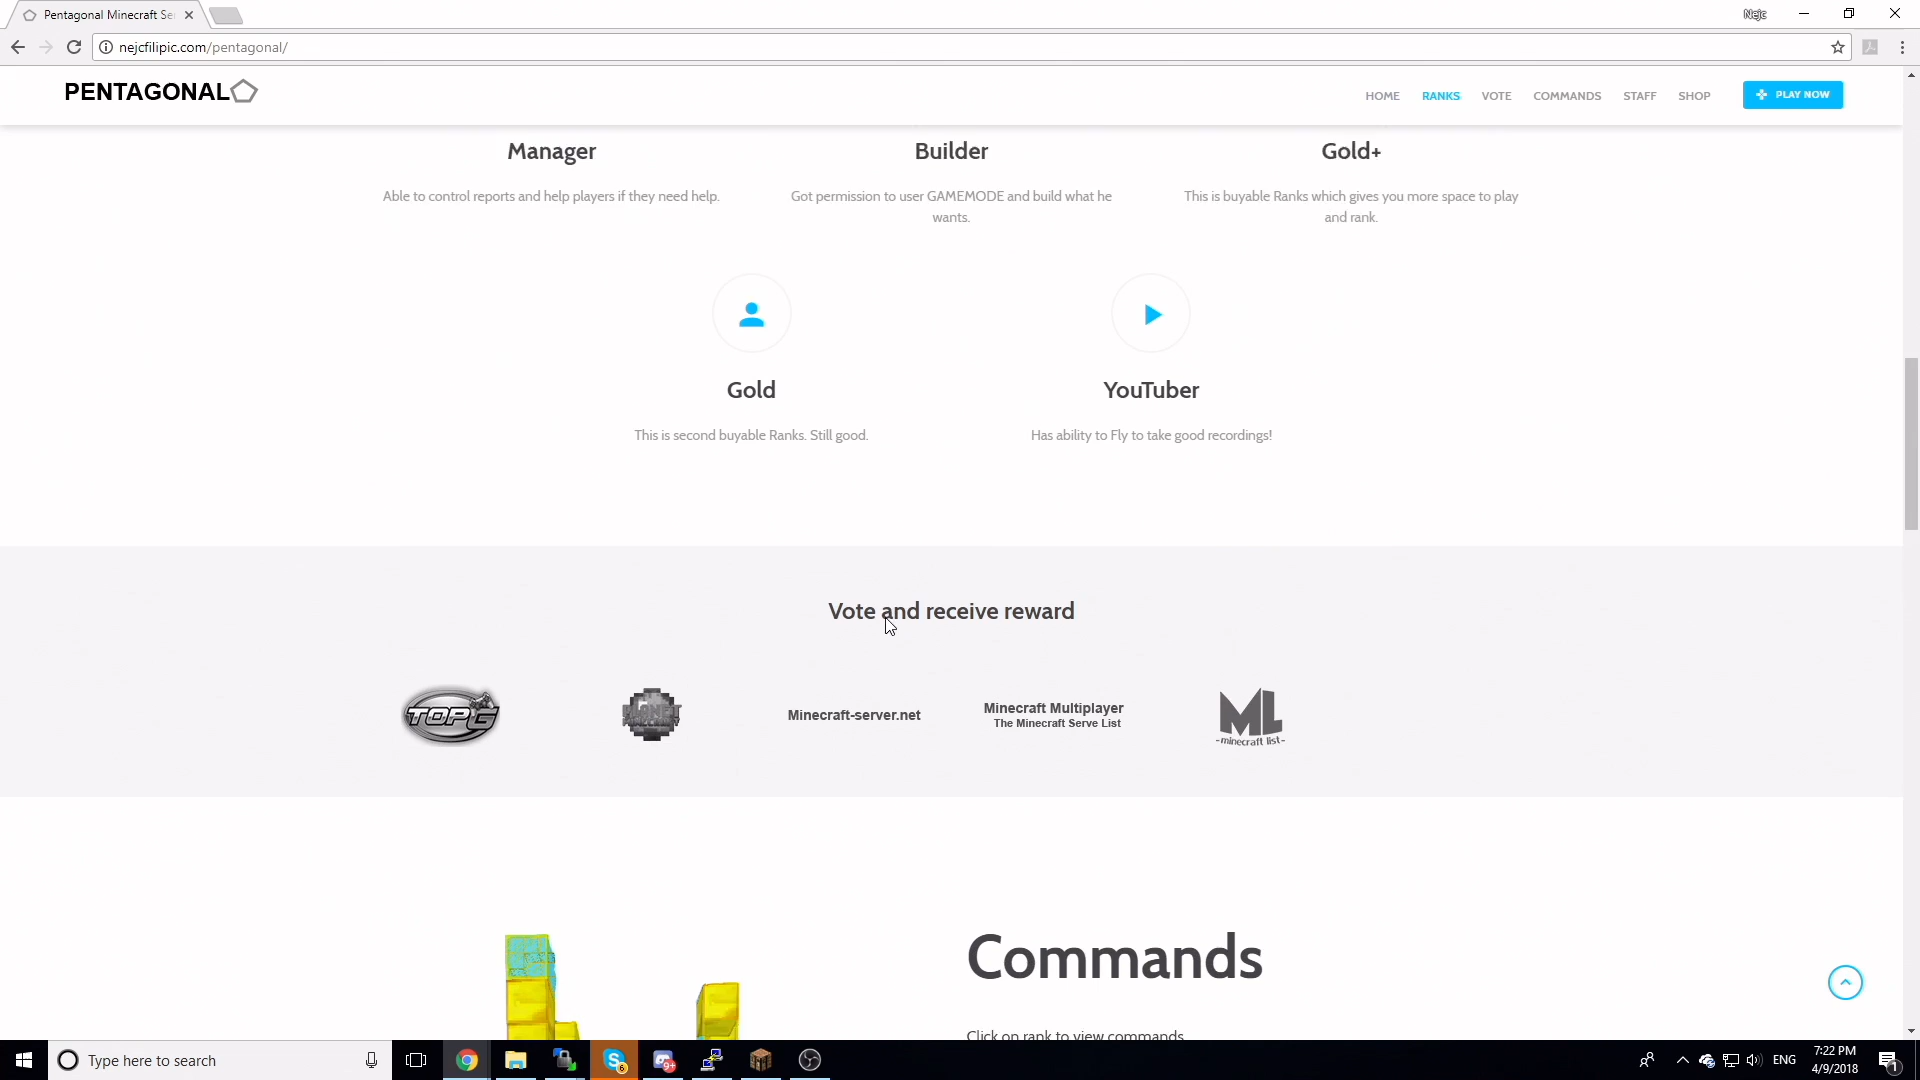 Pentagonal Minecraft Se
Nejc
nejcfilipic.com/pentagonal/
PENTAGONAL
HOME
RANKS
VOTE
COMMANDS
STAFF
SHOP
PLAY NOW
Manager
Builder
Gold+
Able to control reports and help players if they need help.
Got permission to user GAMEMODE and build what he
wants.
This is buyable Ranks which gives you more space to play
and rank.
Gold
YouTuber
This is second buyable Ranks. Still good.
Has ability to Fly to take good recordings!
Vote and receive reward
TOPG
PLANET
Minecraft-server.net
Minecraft Multiplayer
The Minecraft Serve List
ML
-minecraft list-
Commands
Click on rank to view commands
Type here to search
6
9+
ENG
7:22 PM
4/9/2018
1